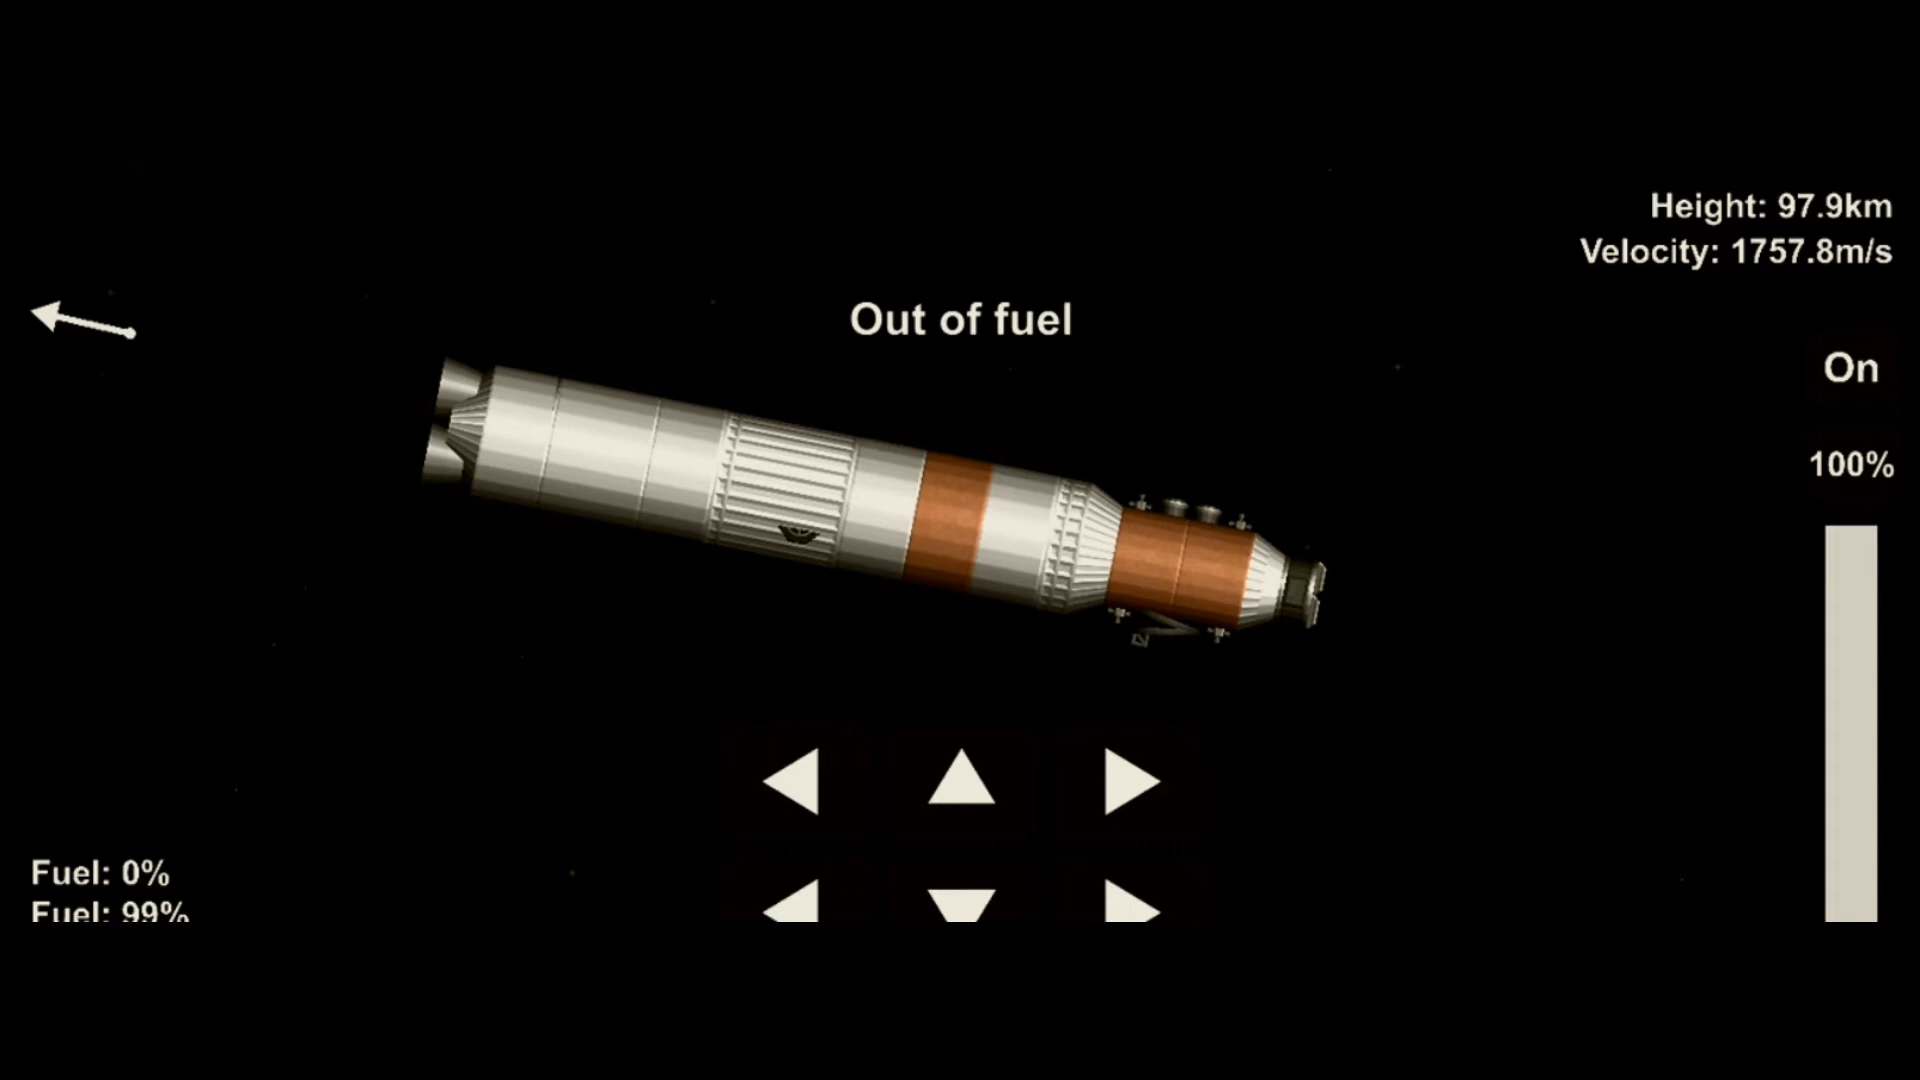 Height: 97.9km
Velocity: 1757.8m/s
Out of fuel
On
100%
Fuel: 0%
Fuel: 99%